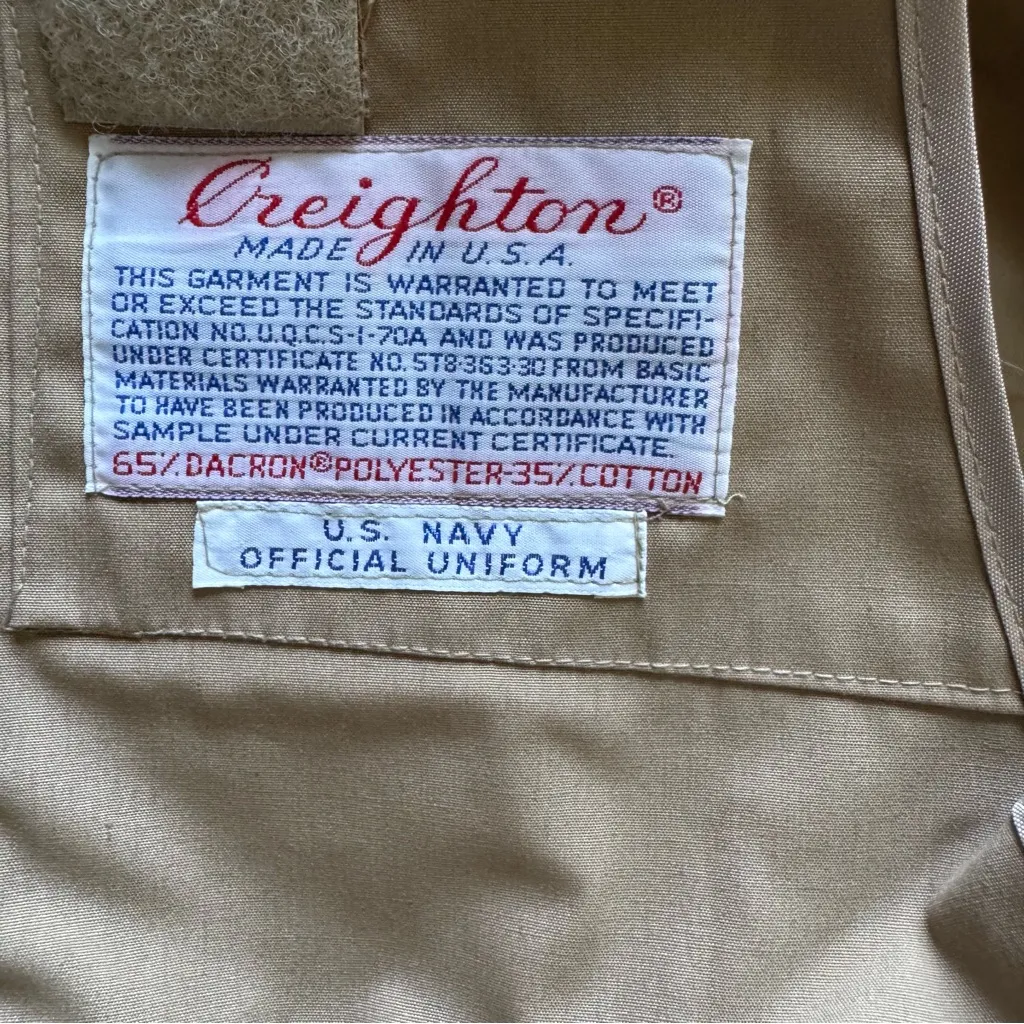 Creighton®
MADE IN U.S.A.
THIS GARMENT IS WARRANTED TO MEET
OR EXCEED THE STANDARDS OF SPECIFI-
CATION NO. U.Q.C.S-1-70A AND WAS PRODUCED
UNDER CERTIFICATE NO. ST8-353-30 FROM BASIC
MATERIALS WARRANTED BY THE MANUFACTURER
TO HAVE BEEN PRODUCED IN ACCORDANCE WITH
SAMPLE UNDER CURRENT CERTIFICATE.
65% DACRON® POLYESTER-35% COTTON
U.S. NAVY
OFFICIAL UNIFORM